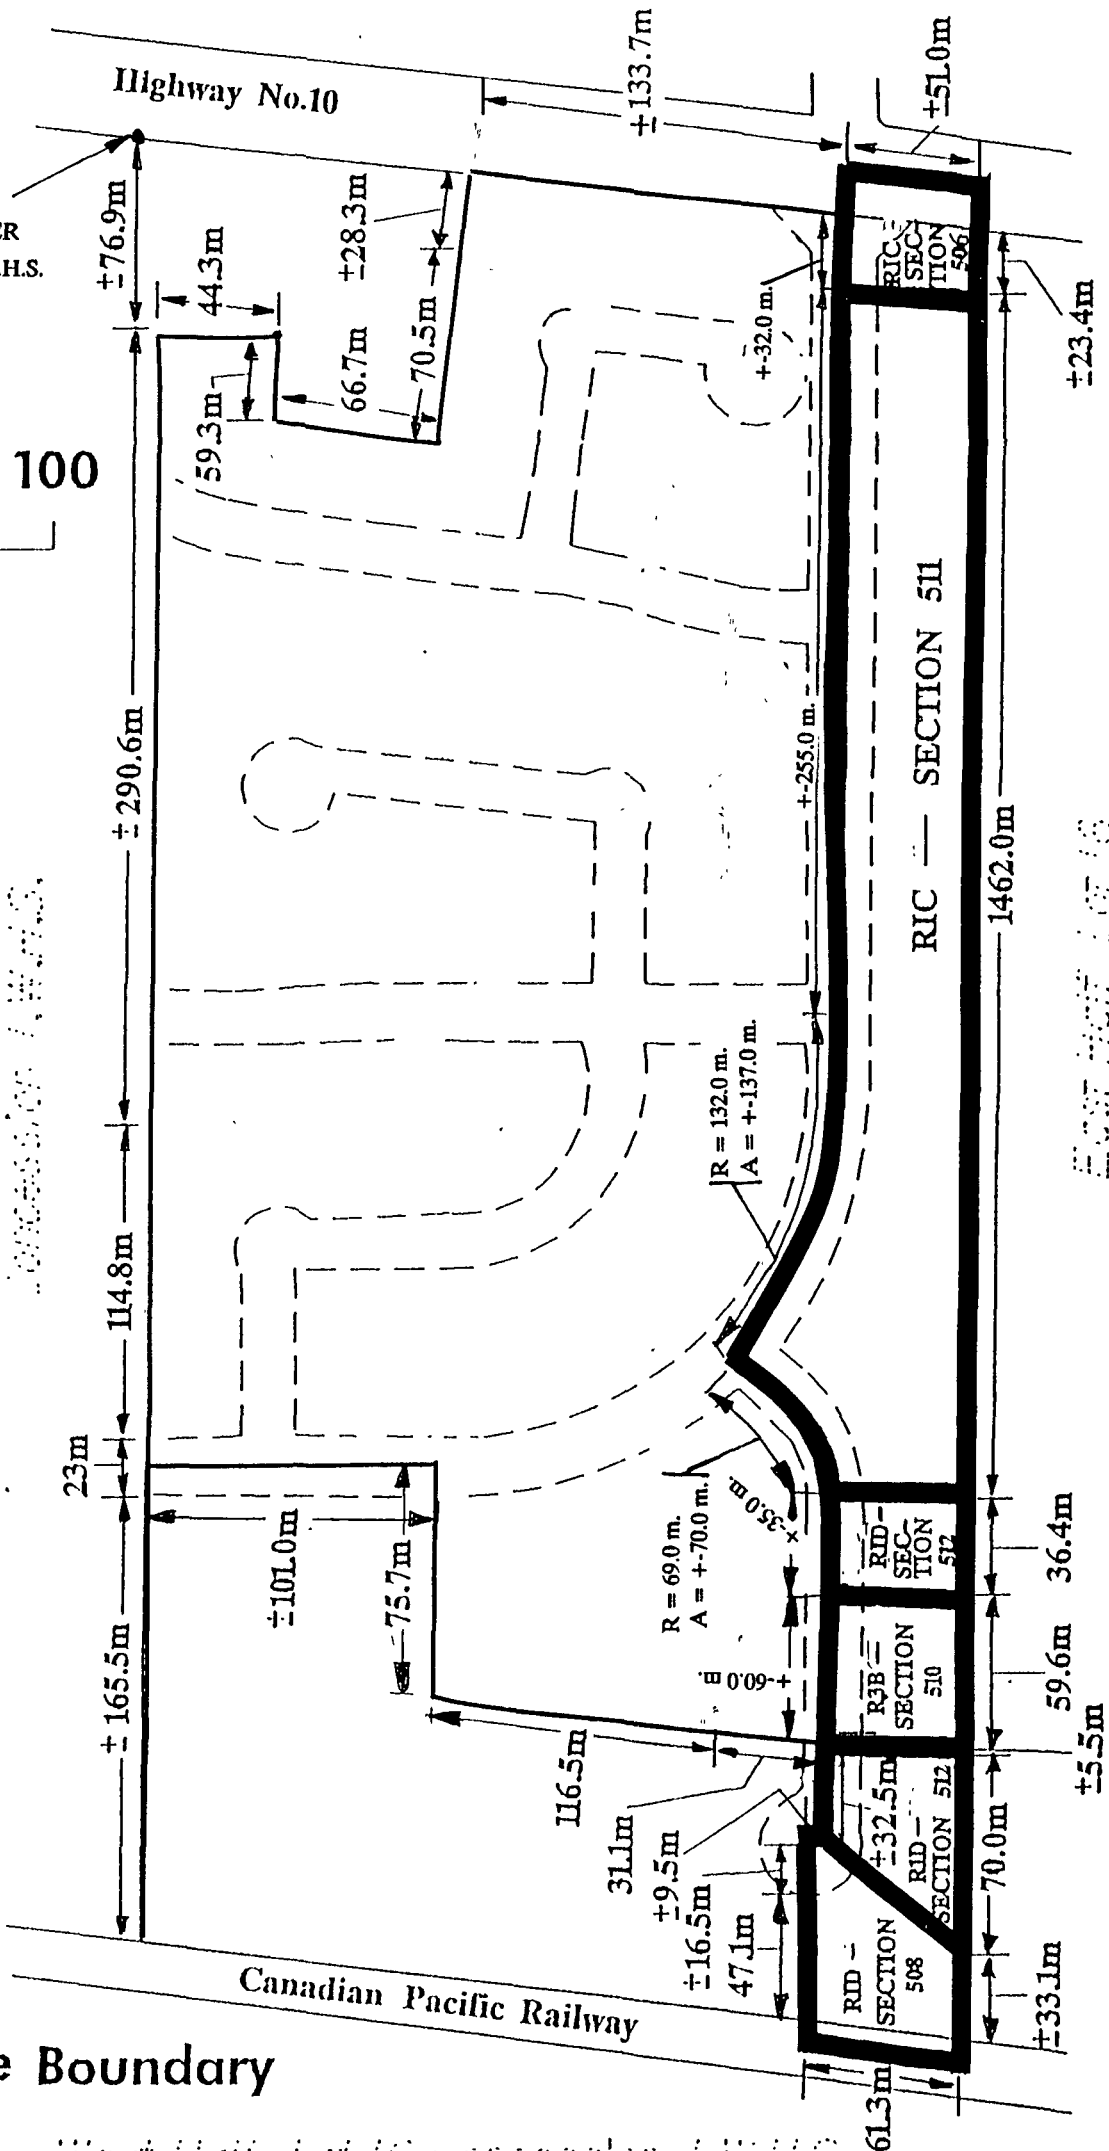 Highway No.10
±133.7m
±51.0m
ER
.H.S.
±76.9m
44.3m
±28.3m
66.7m
70.5m
59.3m
+-32.0 m.
RIC -
SEC-
TION
506
±23.4m
100
±290.6m
+-255.0 m.
RIC — SECTION 511
1462.0m
R = 132.0 m.
A = +-137.0 m.
114.8m
23m
±101.0m
75.7m
±165.5m
R = 69.0 m.
A = +-70.0 m.
+-35.0 m.
+-60.0 m.
RID -
SEC-
TION
512
36.4m
R3B -
SECTION
510
59.6m
±5.5m
116.5m
31.1m
±9.5m
±16.5m
47.1m
±32.5m
RID -
SECTION 512
70.0m
RID -
SECTION
508
±33.1m
61.3m
Canadian Pacific Railway
e Boundary